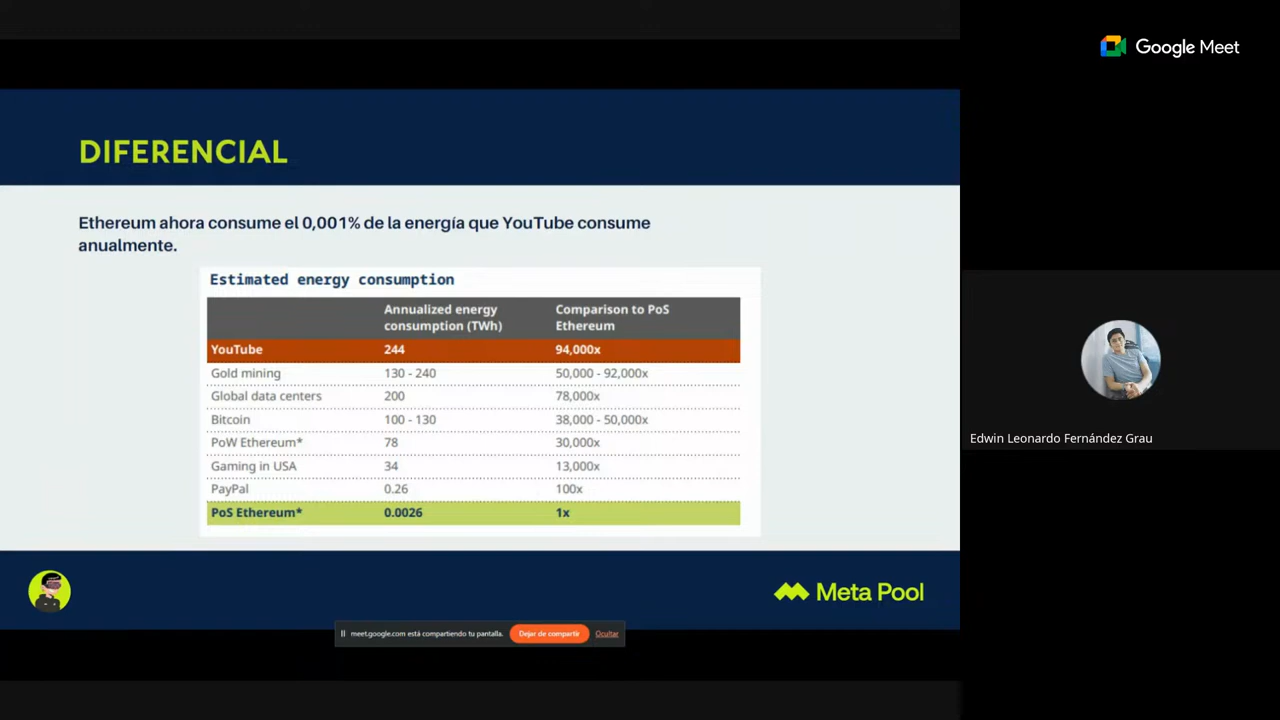 Google Meet
DIFERENCIAL
Ethereum ahora consume el 0,001% de la energía que YouTube consume
anualmente.
Estimated energy consumption
Annualized energy consumption (TWh) Comparison to PoS Ethereum
YouTube 244 94,000x
Gold mining 130 - 240 50,000 - 92,000x
Global data centers 200 78,000x
Bitcoin 100 - 130 38,000 - 50,000x
PoW Ethereum* 78 30,000x
Gaming in USA 34 13,000x
PayPal 0.26 100x
PoS Ethereum* 0.0026 1x
Meta Pool
meet.google.com está compartiendo tu pantalla. Dejar de compartir Ocultar
Edwin Leonardo Fernández Grau